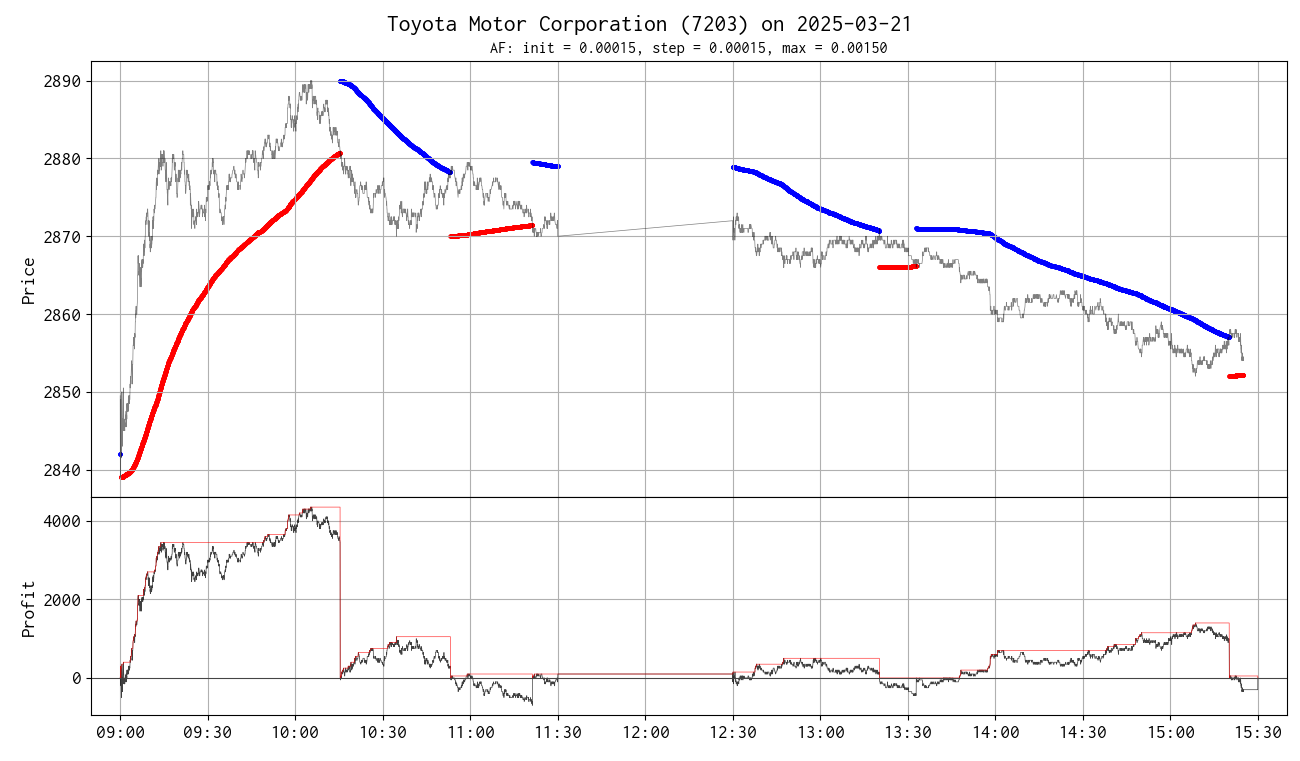 Toyota Motor Corporation (7203) on 2025-03-21
AF: init = 0.00015, step = 0.00015, max = 0.00150
Price
2890
2880
2870
2860
2850
2840
Profit
4000
2000
0
09:00 09:30 10:00 10:30 11:00 11:30 12:00 12:30 13:00 13:30 14:00 14:30 15:00 15:30